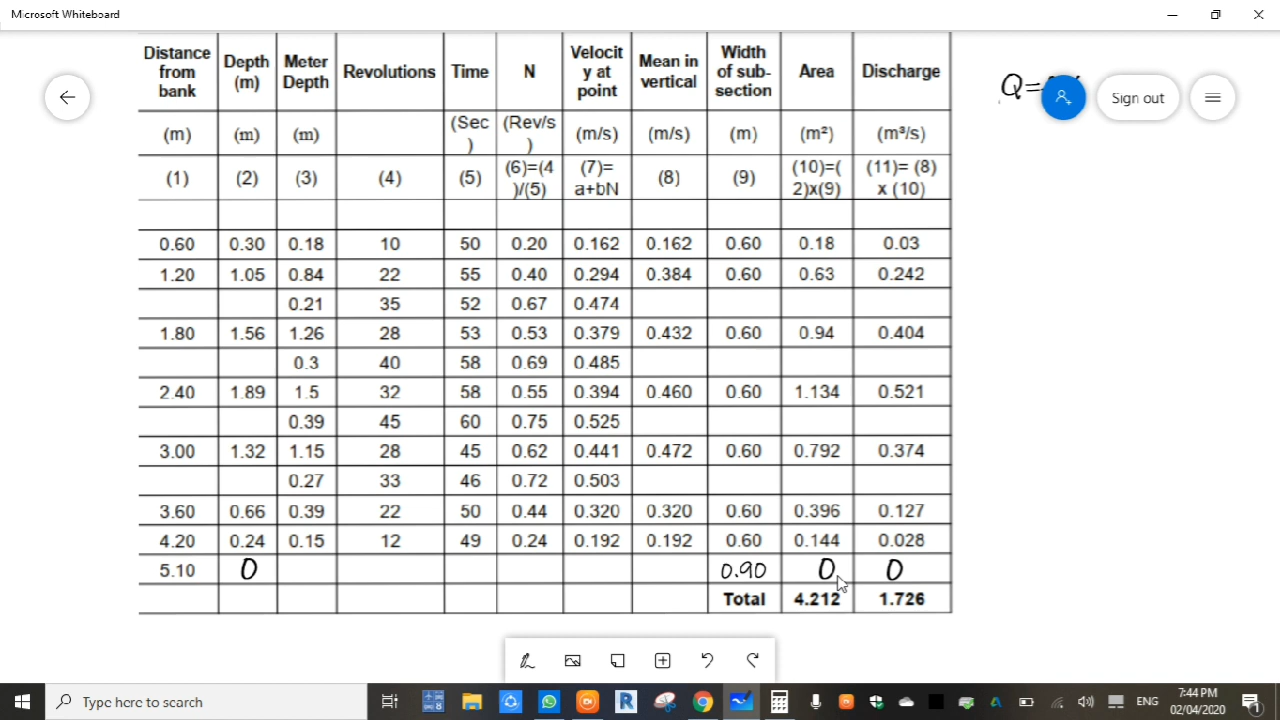 Microsoft Whiteboard
Distance from bank Depth (m) Meter Depth Revolutions Time N Velocit y at point Mean in vertical Width of sub-section Area Discharge
(m) (m) (m) (Sec ) (Rev/s ) (m/s) (m/s) (m) (m²) (m³/s)
(1) (2) (3) (4) (5) (6)=(4 )/(5) (7)= a+bN (8) (9) (10)=( 2)x(9) (11)= (8) x (10)
0.60 0.30 0.18 10 50 0.20 0.162 0.162 0.60 0.18 0.03
1.20 1.05 0.84 22 55 0.40 0.294 0.384 0.60 0.63 0.242
0.21 35 52 0.67 0.474
1.80 1.56 1.26 28 53 0.53 0.379 0.432 0.60 0.94 0.404
0.3 40 58 0.69 0.485
2.40 1.89 1.5 32 58 0.55 0.394 0.460 0.60 1.134 0.521
0.39 45 60 0.75 0.525
3.00 1.32 1.15 28 45 0.62 0.441 0.472 0.60 0.792 0.374
0.27 33 46 0.72 0.503
3.60 0.66 0.39 22 50 0.44 0.320 0.320 0.60 0.396 0.127
4.20 0.24 0.15 12 49 0.24 0.192 0.192 0.60 0.144 0.028
5.10 0 0.90 0 0
Total 4.212 1.726
Q=
Sign out
Type here to search
ENG
7:44 PM
02/04/2020